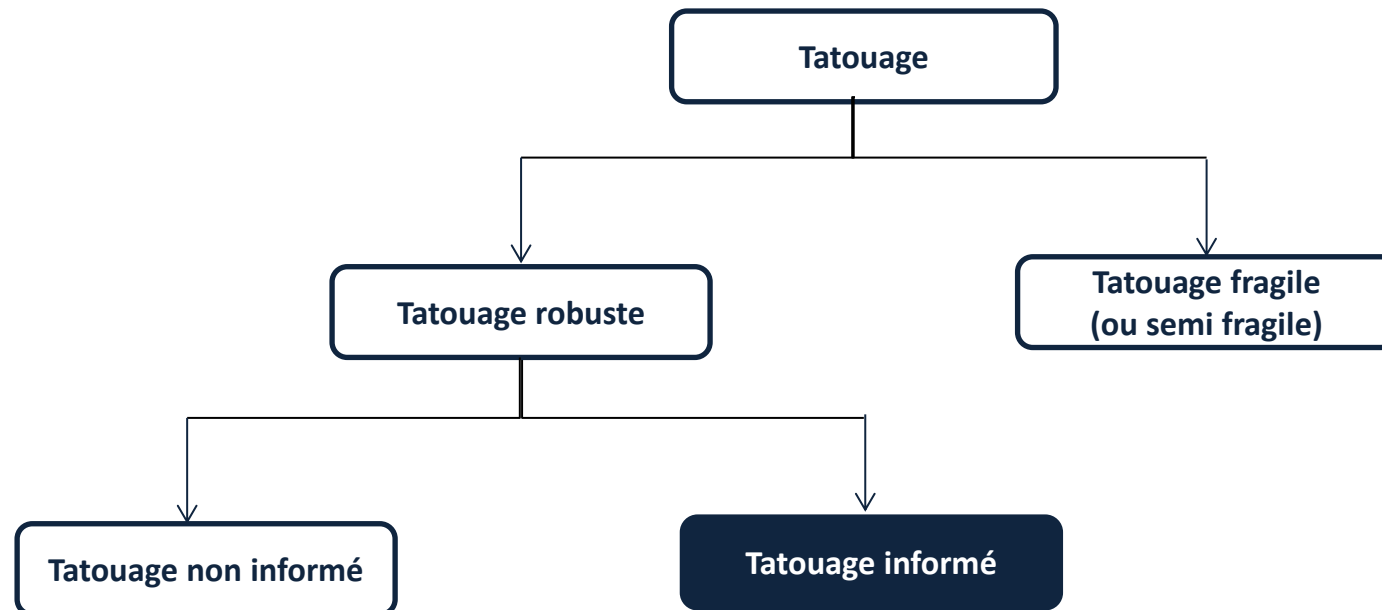 Tatouage
Tatouage robuste
Tatouage fragile
(ou semi fragile)
Tatouage non informé
Tatouage informé